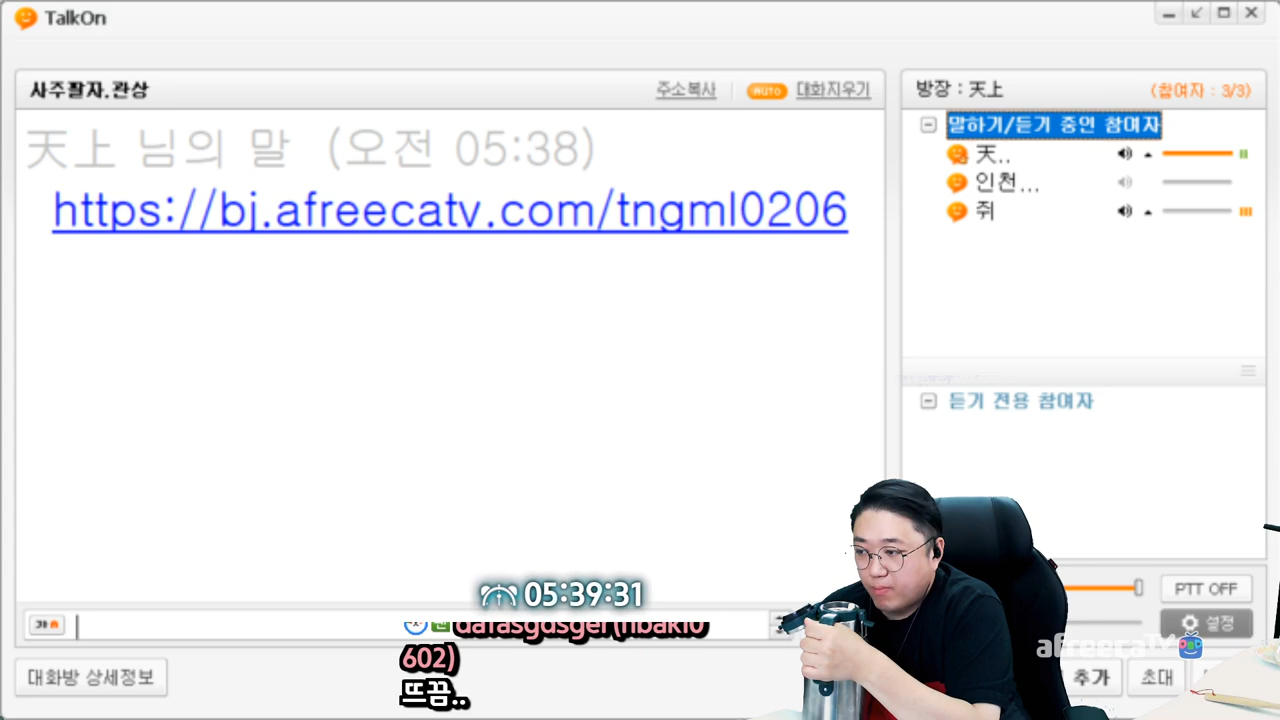 TalkOn
사주팔자.관상
주소복사
AUTO
대화지우기
방장 : 天上
(참여자 : 3/3)
天上 님의 말 (오전 05:38)
https://bj.afreecatv.com/tngml0206
말하기/듣기 중인 참여자
天..
인천...
쥐
듣기 전용 참여자
05:39:31
602)
뜨끔..
PTT OFF
설정
afreecaTV
대화방 상세정보
추가
초대